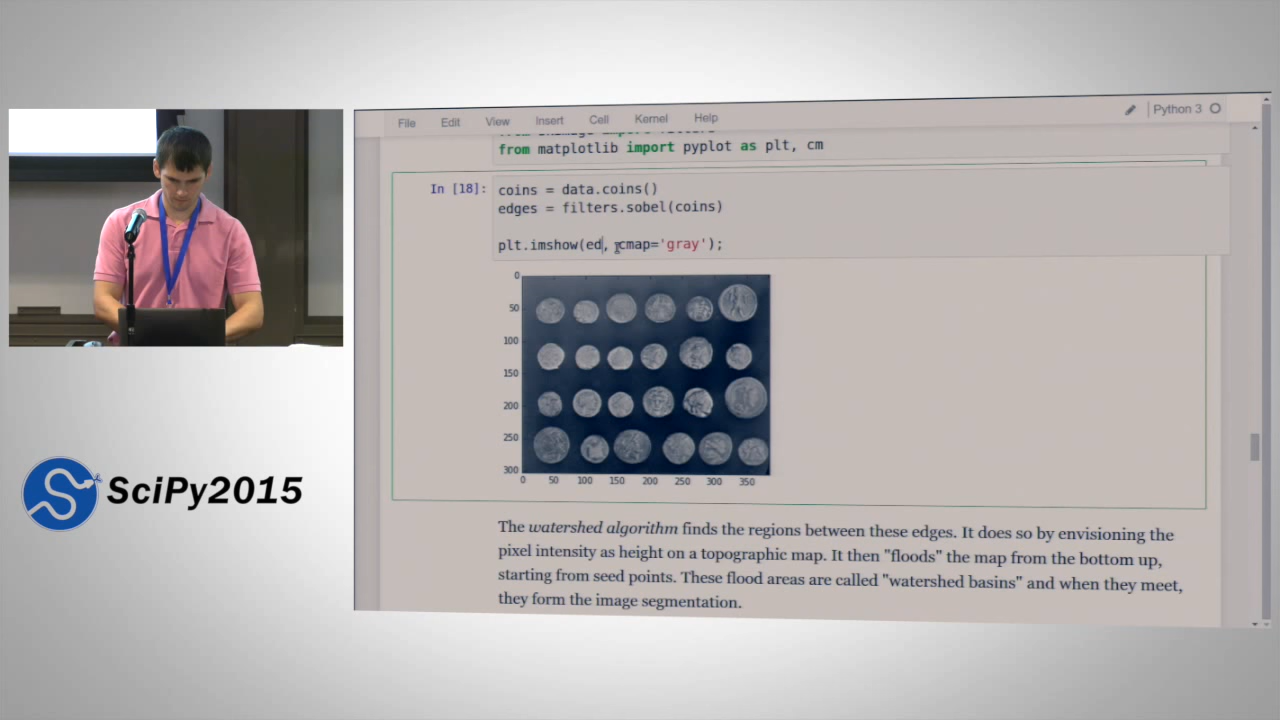 File Edit View Insert Cell Kernel Help Python 3
from matplotlib import pyplot as plt, cm
In [18]:
coins = data.coins()
edges = filters.sobel(coins)
plt.imshow(ed, cmap='gray');
0
50
100
150
200
250
300
0 50 100 150 200 250 300 350
The watershed algorithm finds the regions between these edges. It does so by envisioning the
pixel intensity as height on a topographic map. It then "floods" the map from the bottom up,
starting from seed points. These flood areas are called "watershed basins" and when they meet,
they form the image segmentation.
SciPy2015